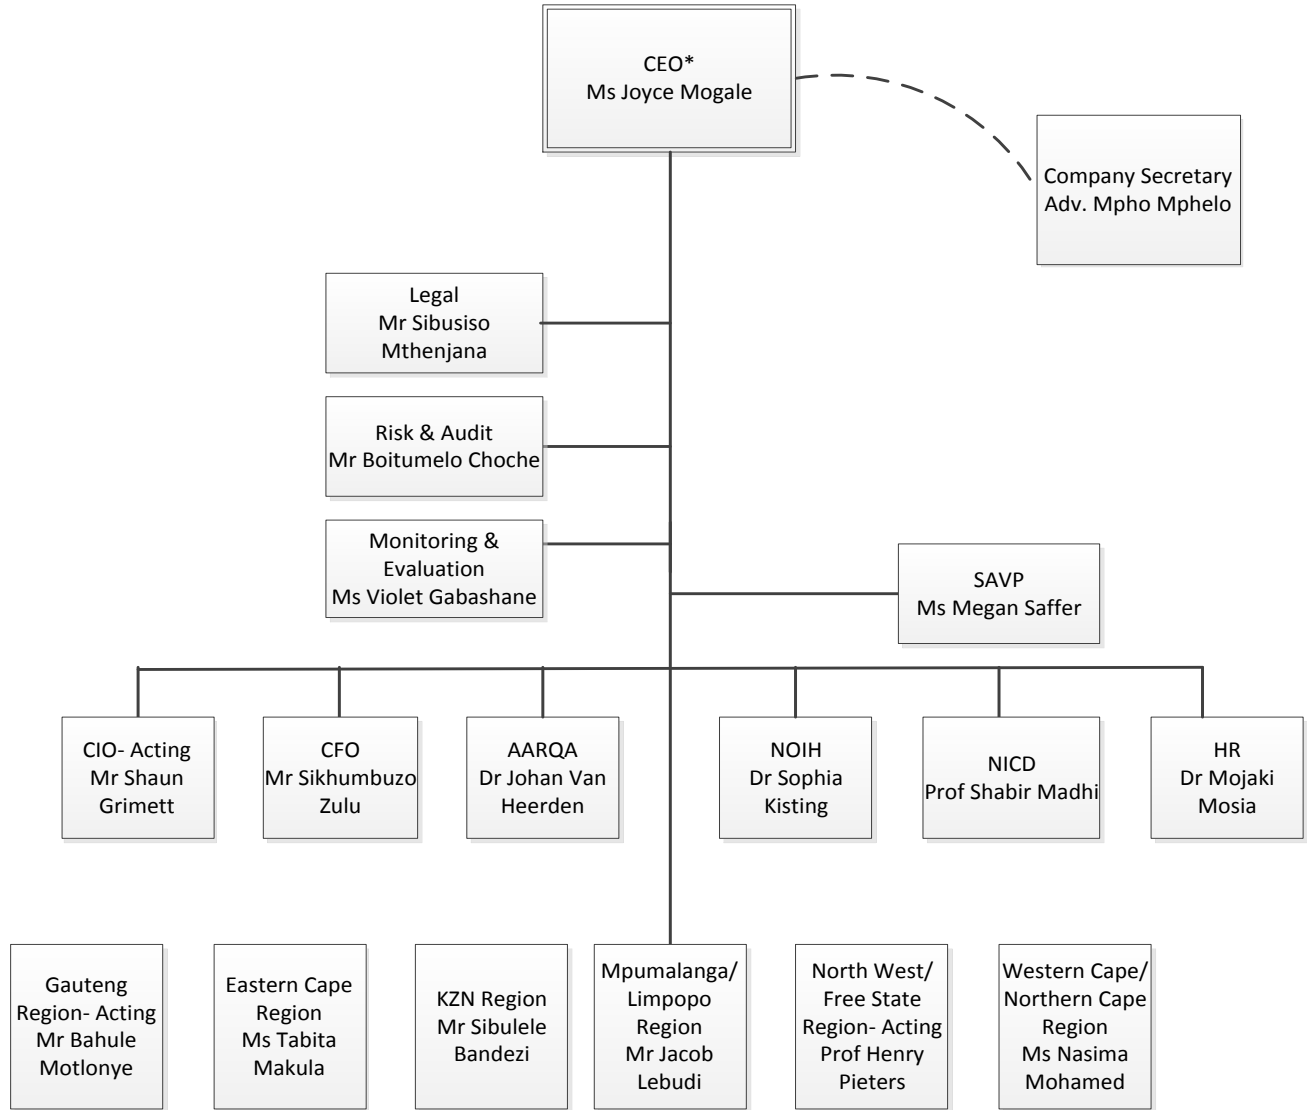 CEO*
Ms Joyce Mogale
Company Secretary
Adv. Mpho Mphelo
Legal
Mr Sibusiso
Mthenjana
Risk & Audit
Mr Boitumelo Choche
Monitoring &
Evaluation
Ms Violet Gabashane
SAVP
Ms Megan Saffer
CIO- Acting
Mr Shaun
Grimett
CFO
Mr Sikhumbuzo
Zulu
AARQA
Dr Johan Van
Heerden
NOIH
Dr Sophia
Kisting
NICD
Prof Shabir Madhi
HR
Dr Mojaki
Mosia
Gauteng
Region- Acting
Mr Bahule
Motlonye
Eastern Cape
Region
Ms Tabita
Makula
KZN Region
Mr Sibulele
Bandezi
Mpumalanga/
Limpopo
Region
Mr Jacob
Lebudi
North West/
Free State
Region- Acting
Prof Henry
Pieters
Western Cape/
Northern Cape
Region
Ms Nasima
Mohamed